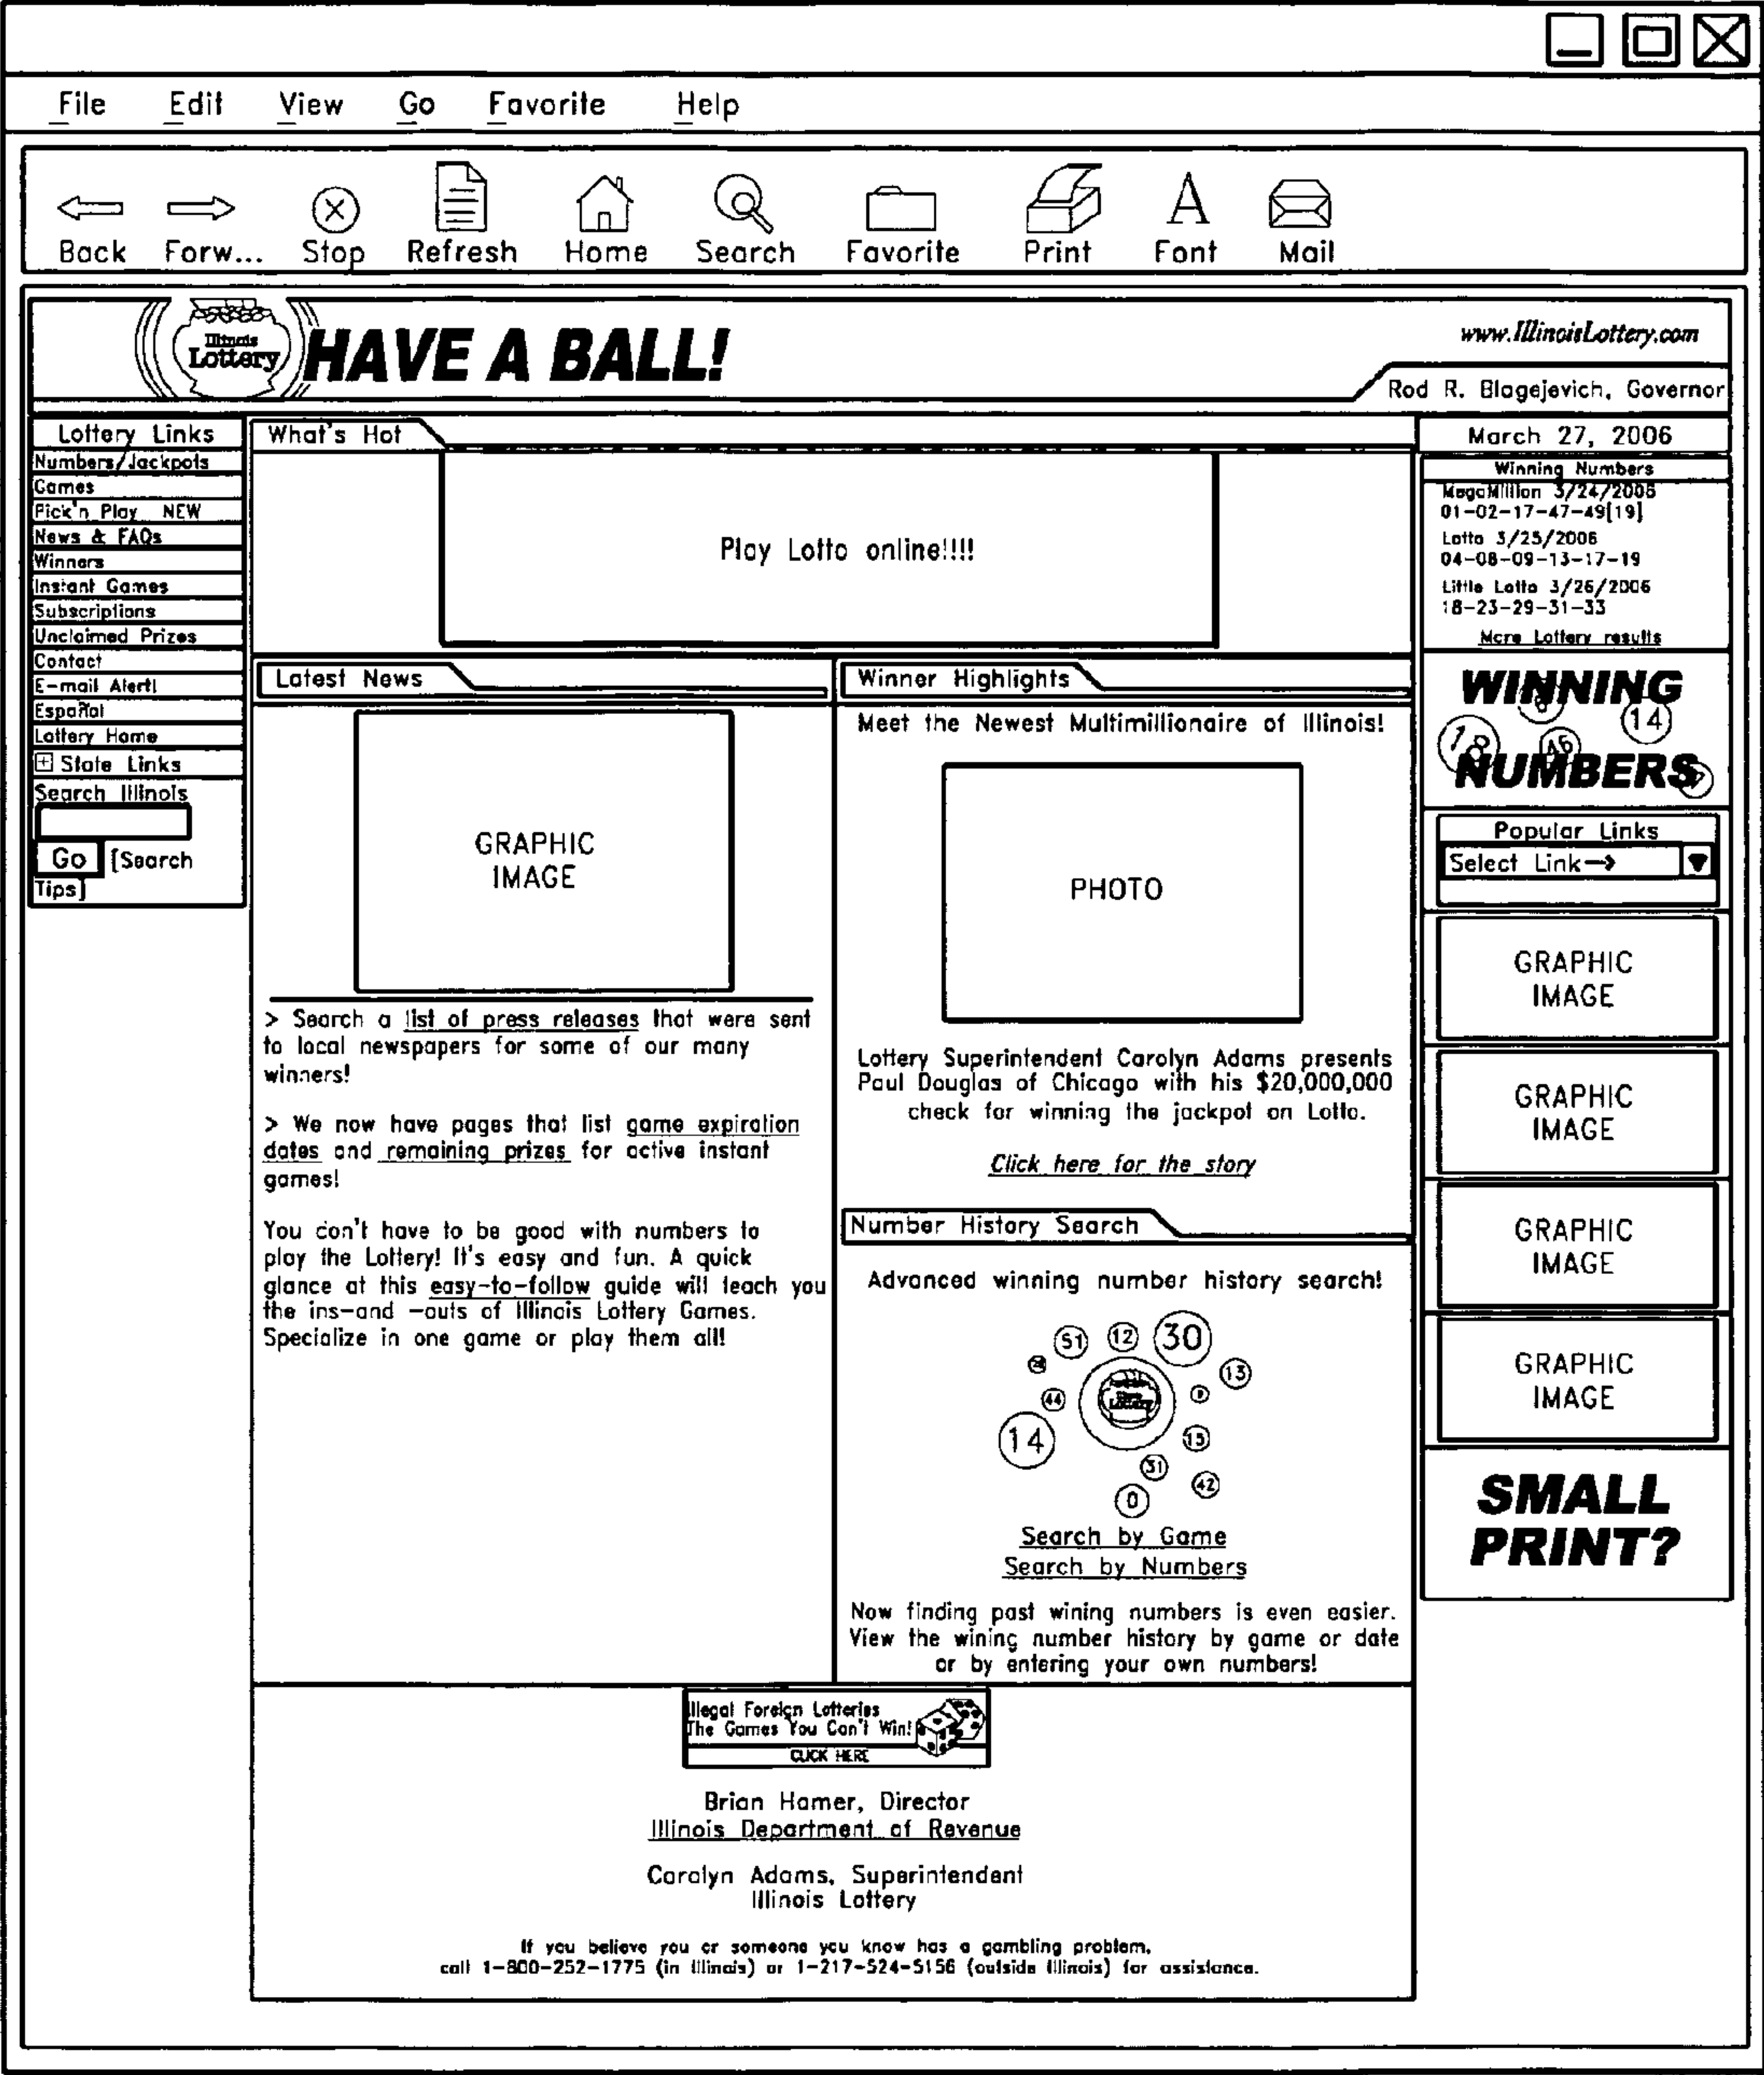 File Edit View Go Favorite Help
Back Forw... Stop Refresh Home Search Favorite Print Font Mail
Illinois
Lottery
HAVE A BALL!
www.IllinoisLottery.com
Rod R. Blagejevich, Governor
Lottery Links
Numbers/Jackpots
Games
Pick'n Play NEW
News & FAQs
Winners
Instant Games
Subscriptions
Unclaimed Prizes
Contact
E-mail Alert!
Español
Lottery Home
State Links
Search Illinois
Go [Search
Tips]
What's Hot
Play Lotto online!!!!
Latest News
GRAPHIC
IMAGE
> Search a list of press releases that were sent
to local newspapers for some of our many
winners!
> We now have pages that list game expiration
dates and remaining prizes for active instant
games!
You don't have to be good with numbers to
play the Lottery! It's easy and fun. A quick
glance at this easy-to-follow guide will teach you
the ins-and -outs of Illinois Lottery Games.
Specialize in one game or play them all!
Winner Highlights
Meet the Newest Multimillionaire of Illinois!
PHOTO
Lottery Superintendent Carolyn Adams presents
Paul Douglas of Chicago with his $20,000,000
check for winning the jackpot on Lotto.
Click here for the story
Number History Search
Advanced winning number history search!
51 12 30
13
44
14
15
31
42
0
Search by Game
Search by Numbers
Now finding past wining numbers is even easier.
View the wining number history by game or date
or by entering your own numbers!
March 27, 2006
Winning Numbers
MegaMillion 3/24/2006
01-02-17-47-49[19]
Lotto 3/25/2006
04-08-09-13-17-19
Little Lotto 3/26/2006
18-23-29-31-33
More Lottery results
WINNING
14
18 46
NUMBERS
Popular Links
Select Link→
GRAPHIC
IMAGE
GRAPHIC
IMAGE
GRAPHIC
IMAGE
GRAPHIC
IMAGE
SMALL
PRINT?
Illegal Foreign Lotteries
The Games You Can't Win!
CLICK HERE
Brian Hamer, Director
Illinois Department of Revenue
Carolyn Adams, Superintendent
Illinois Lottery
If you believe you or someone you know has a gambling problem,
call 1-800-252-1775 (in Illinois) or 1-217-524-5156 (outside Illinois) for assistance.